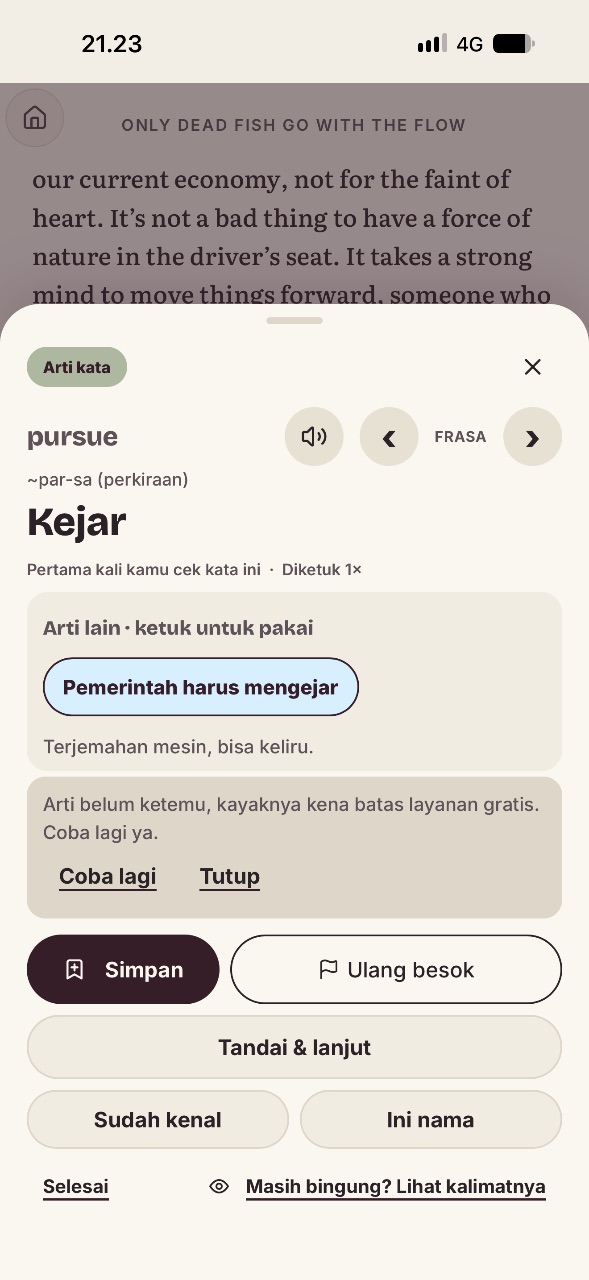 21.23
4G
ONLY DEAD FISH GO WITH THE FLOW
our current economy, not for the faint of
heart. It’s not a bad thing to have a force of
nature in the driver’s seat. It takes a strong
mind to move things forward, someone who
Arti kata
pursue
‹ FRASA ›
~par-sa (perkiraan)
Kejar
Pertama kali kamu cek kata ini · Diketuk 1×
Arti lain · ketuk untuk pakai
Pemerintah harus mengejar
Terjemahan mesin, bisa keliru.
Arti belum ketemu, kayaknya kena batas layanan gratis.
Coba lagi ya.
Coba lagi Tutup
Simpan Ulang besok
Tandai & lanjut
Sudah kenal Ini nama
Selesai Masih bingung? Lihat kalimatnya